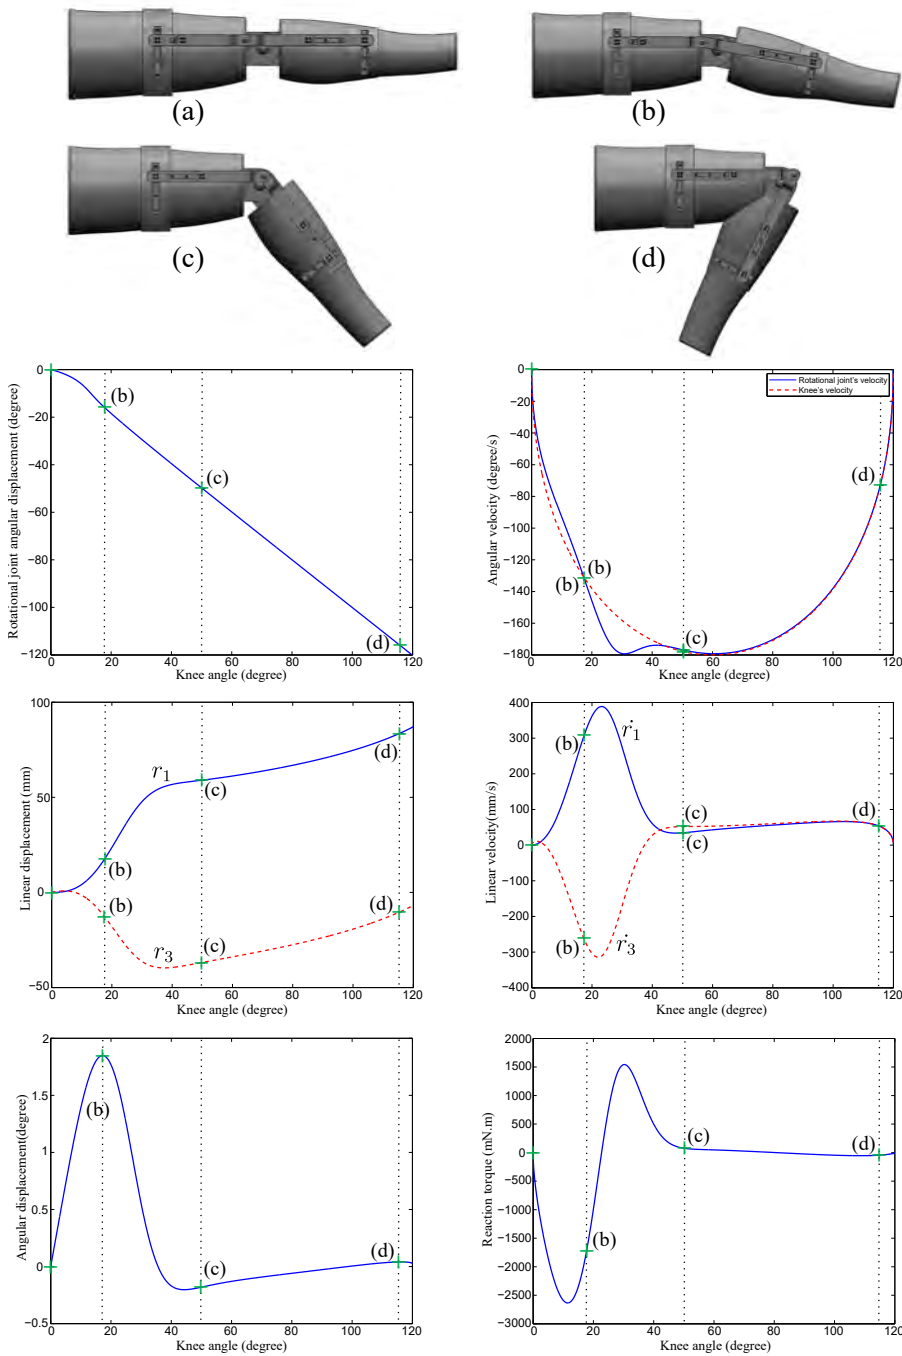 (a)
(b)
(c)
(d)
Rotational joint angular displacement (degree)
0
−20
−40
−60
−80
−100
−120
(b)
(c)
(d)
0 20 40 60 80 100 120
Knee angle (degree)
Angular velocity (degree/s)
0
−20
−40
−60
−80
−100
−120
−140
−160
−180
Rotational joint's velocity
Knee's velocity
(d)
(b)
(b)
(c)
0 20 40 60 80 100 120
Knee angle (degree)
Linear displacement (mm)
100
50
0
−50
r1
(b)
(c)
(d)
(b)
r3
(c)
(d)
0 20 40 60 80 100 120
Knee angle (degree)
Linear velocity(mm/s)
400
300
200
100
0
−100
−200
−300
−400
ṙ1
(b)
(c)
(c)
(d)
(b)
ṙ3
0 20 40 60 80 100 120
Knee angle (degree)
Angular displacement(degree)
2
1.5
1
0.5
0
−0.5
(b)
(c)
(d)
0 20 40 60 80 100 120
Knee angle (degree)
Reaction torque (mN.m)
2000
1500
1000
500
0
−500
−1000
−1500
−2000
−2500
−3000
(c)
(d)
(b)
0 20 40 60 80 100 120
Knee angle (degree)